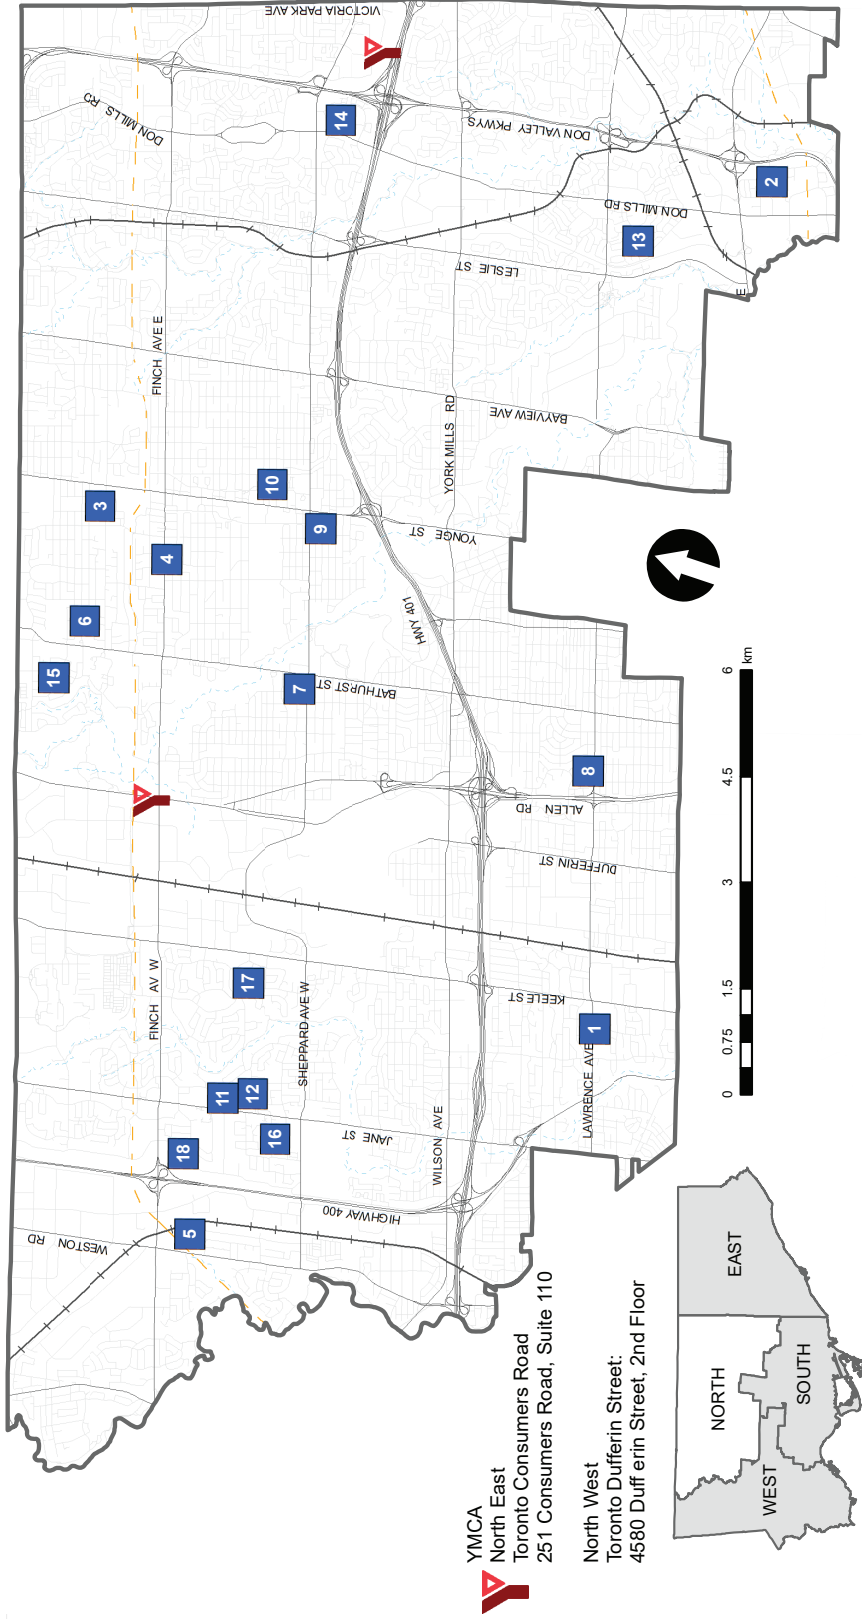 VICTORIA PARK AVE
DON MILLS RD
14
DON VALLEY PKWYS
2
DON MILLS RD
13
LESLIE ST
E
FINCH AVE E
YORK MILLS RD
BAYVIEW AVE
3
10
9
4
YONGE ST
6
HWY 401
15
7
BATHURST ST
8
ALLEN RD
DUFFERIN ST
FINCH AV W
17
SHEPPARD AVE W
KEELE ST
1
LAWRENCE AVE
11
12
16
JANE ST
WILSON AVE
18
5
HIGHWAY 400
WESTON RD
0 0.75 1.5 3 4.5 6
km
YMCA
North East
Toronto Consumers Road
251 Consumers Road, Suite 110
North West
Toronto Dufferin Street:
4580 Duff erin Street, 2nd Floor
NORTH
EAST
SOUTH
WEST